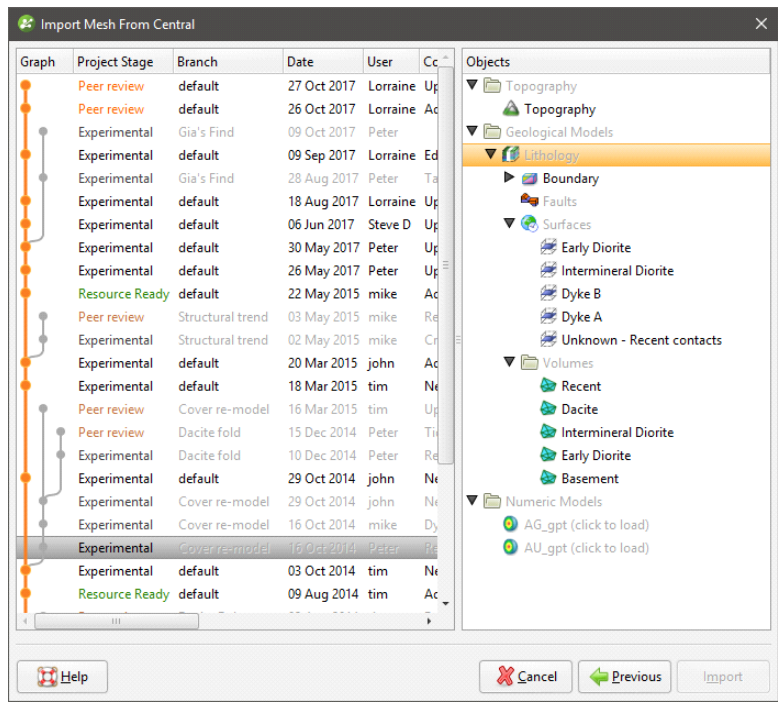 Import Mesh From Central
Graph Project Stage Branch Date User Cc
Peer review default 27 Oct 2017 Lorraine Up
Peer review default 26 Oct 2017 Lorraine Ac
Experimental Gia's Find 09 Oct 2017 Peter
Experimental default 09 Sep 2017 Lorraine Ed
Experimental Gia's Find 28 Aug 2017 Peter Ta
Experimental default 18 Aug 2017 Lorraine Up
Experimental default 06 Jun 2017 Steve D Up
Experimental default 30 May 2017 Peter Up
Experimental default 26 May 2017 Peter Up
Resource Ready default 22 May 2015 mike Ac
Peer review Structural trend 03 May 2015 mike Re
Experimental Structural trend 02 May 2015 mike Cr
Experimental default 20 Mar 2015 john Ac
Experimental default 18 Mar 2015 tim Ne
Peer review Cover re-model 16 Mar 2015 tim Up
Peer review Dacite fold 15 Dec 2014 Peter Ti
Experimental Dacite fold 10 Dec 2014 Peter Re
Experimental default 29 Oct 2014 john Ne
Experimental Cover re-model 29 Oct 2014 john Ne
Experimental Cover re-model 16 Oct 2014 mike Dy
Experimental Cover re-model 16 Oct 2014 Peter Re
Experimental default 03 Oct 2014 tim Ne
Resource Ready default 09 Aug 2014 tim Ac
Objects
Topography
Topography
Geological Models
Lithology
Boundary
Faults
Surfaces
Early Diorite
Intermineral Diorite
Dyke B
Dyke A
Unknown - Recent contacts
Volumes
Recent
Dacite
Intermineral Diorite
Early Diorite
Basement
Numeric Models
AG_gpt (click to load)
AU_gpt (click to load)
Help Cancel Previous Import